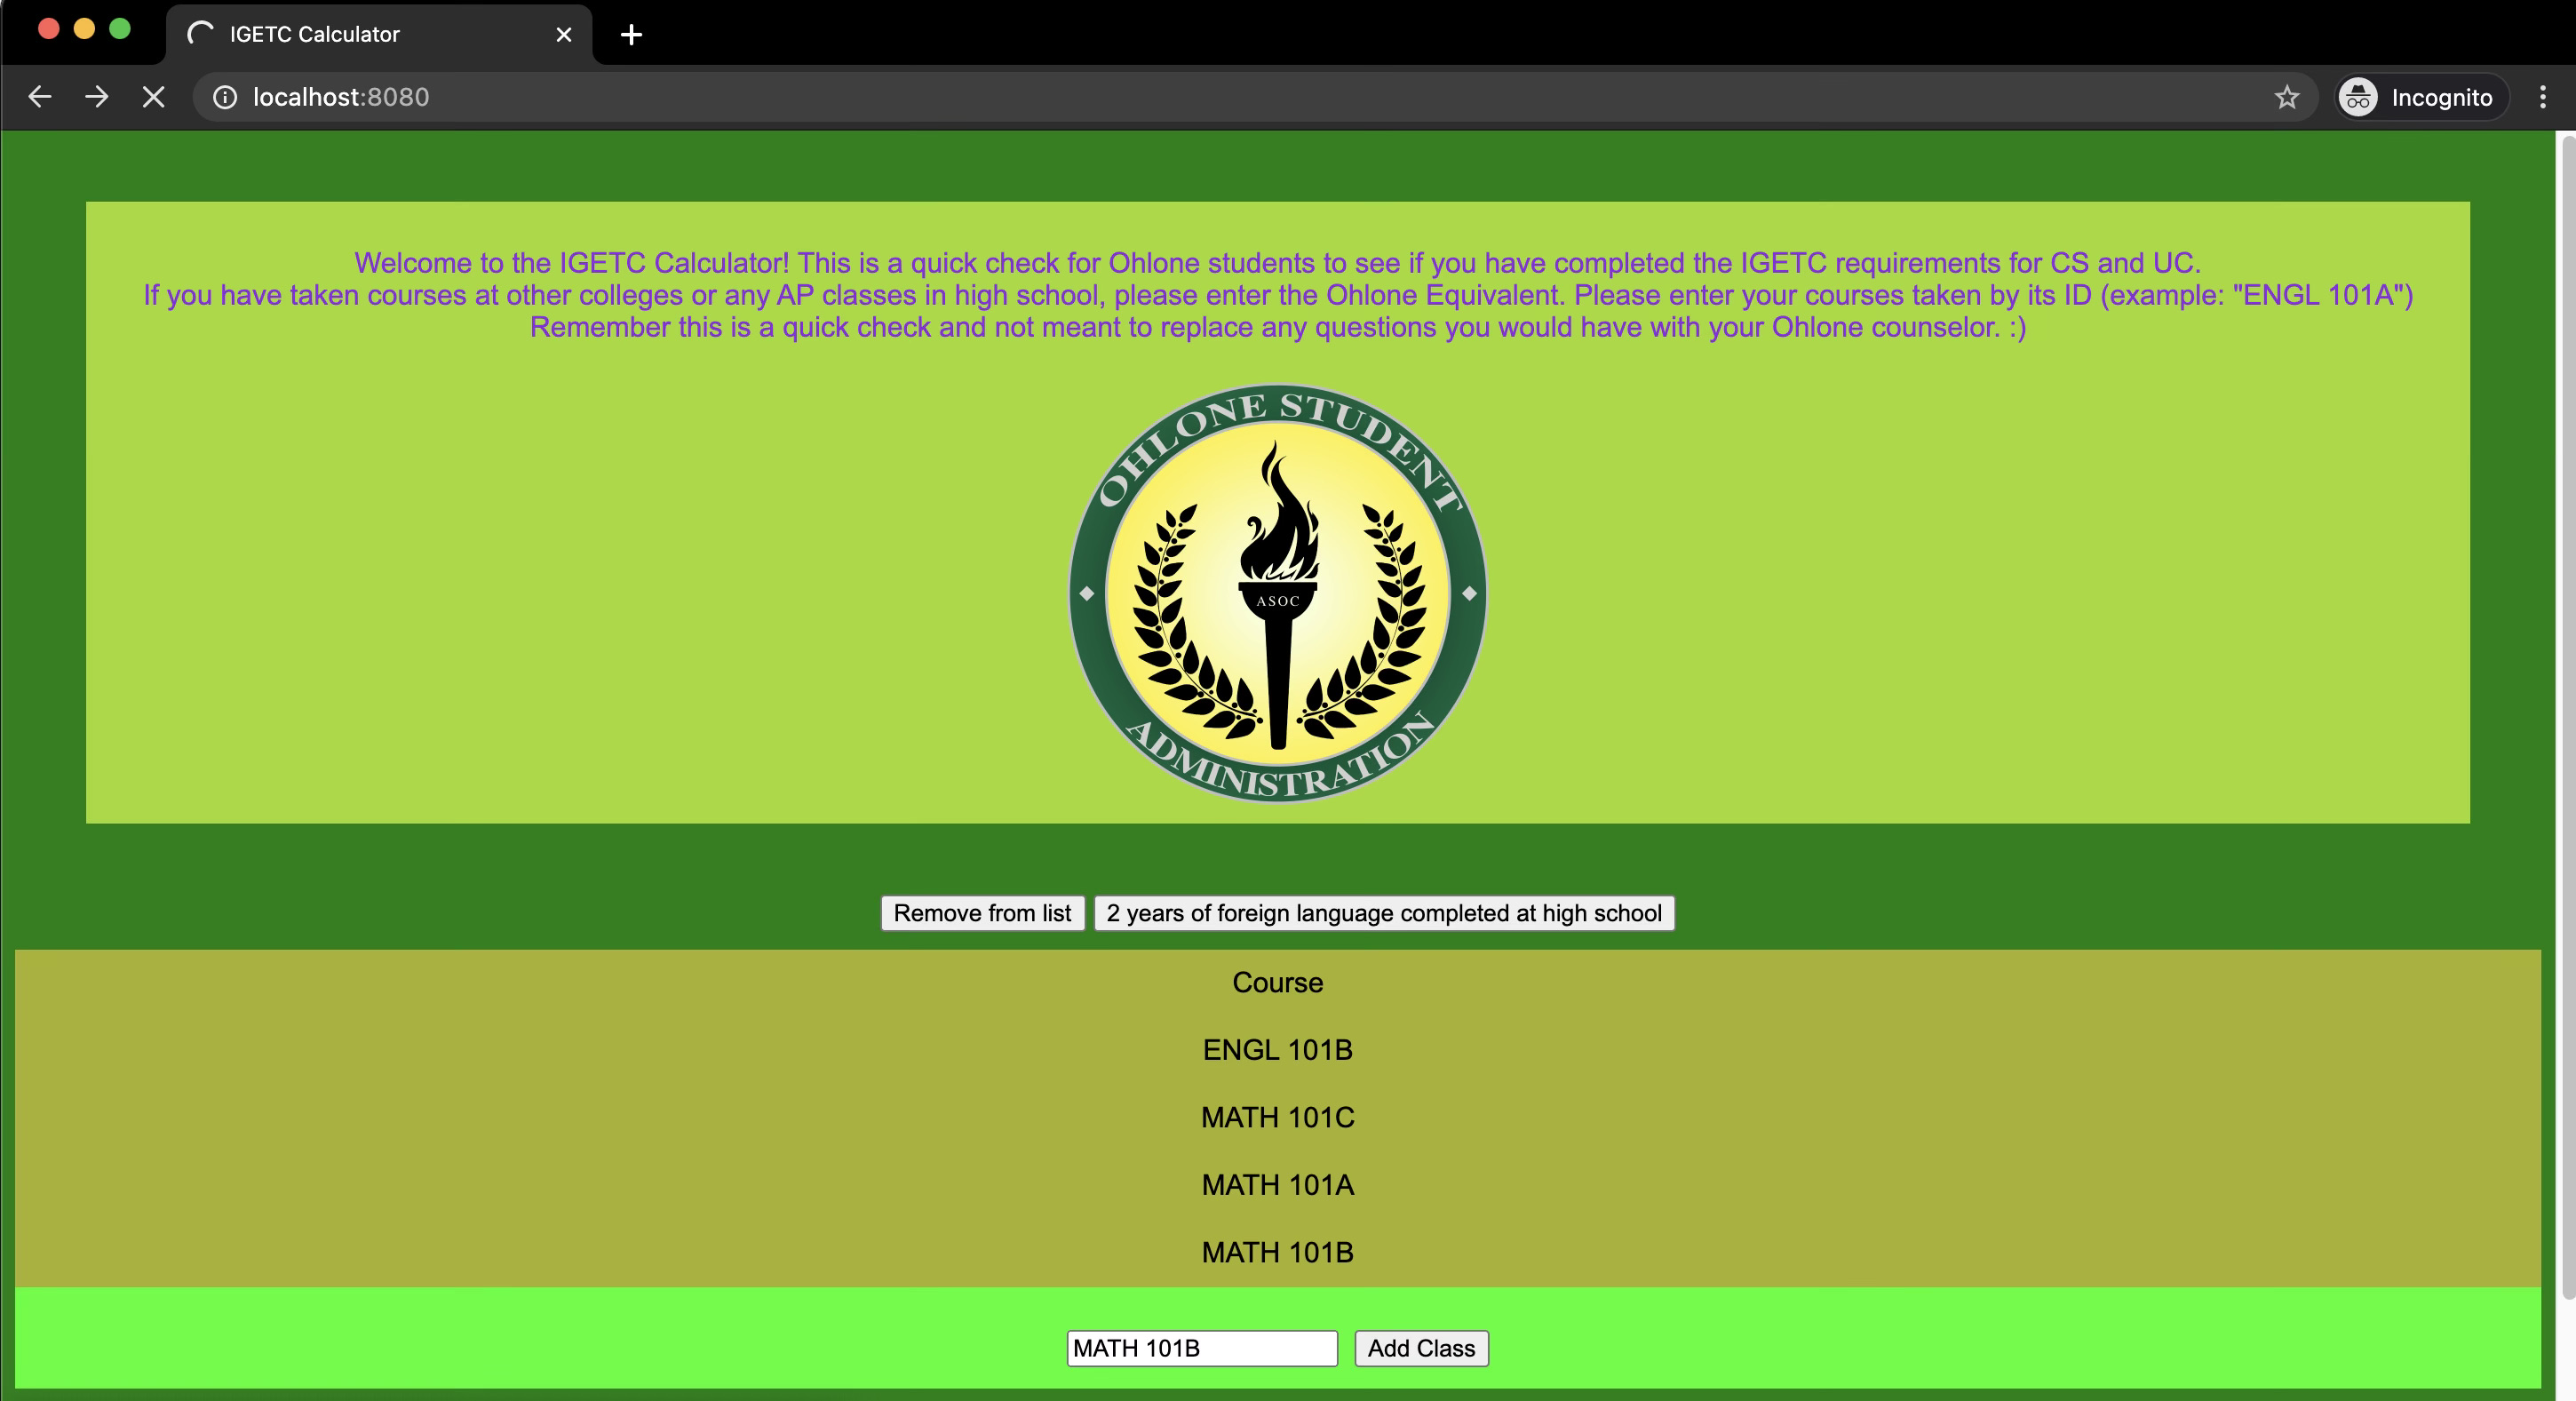 IGETC Calculator
localhost:8080
Incognito
Welcome to the IGETC Calculator! This is a quick check for Ohlone students to see if you have completed the IGETC requirements for CS and UC.
If you have taken courses at other colleges or any AP classes in high school, please enter the Ohlone Equivalent. Please enter your courses taken by its ID (example: "ENGL 101A")
Remember this is a quick check and not meant to replace any questions you would have with your Ohlone counselor. :)
OHLONE STUDENT
ASOC
ADMINISTRATION
Remove from list 2 years of foreign language completed at high school
Course
ENGL 101B
MATH 101C
MATH 101A
MATH 101B
MATH 101B Add Class